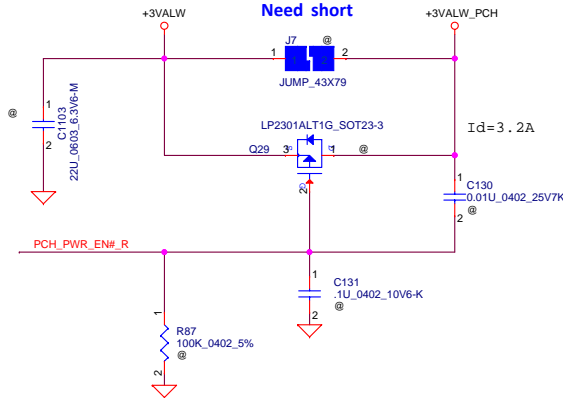 Need short
+3VALW
+3VALW_PCH
J7
@
1
2
JUMP_43X79
@
1
C1103
22U_0603_6.3V6-M
2
LP2301ALT1G_SOT23-3
Q29
3
1
@
2
Id=3.2A
1
C130
0.01U_0402_25V7K
2
@
PCH_PWR_EN#_R
1
C131
.1U_0402_10V6-K
@
2
1
R87
100K_0402_5%
@
2